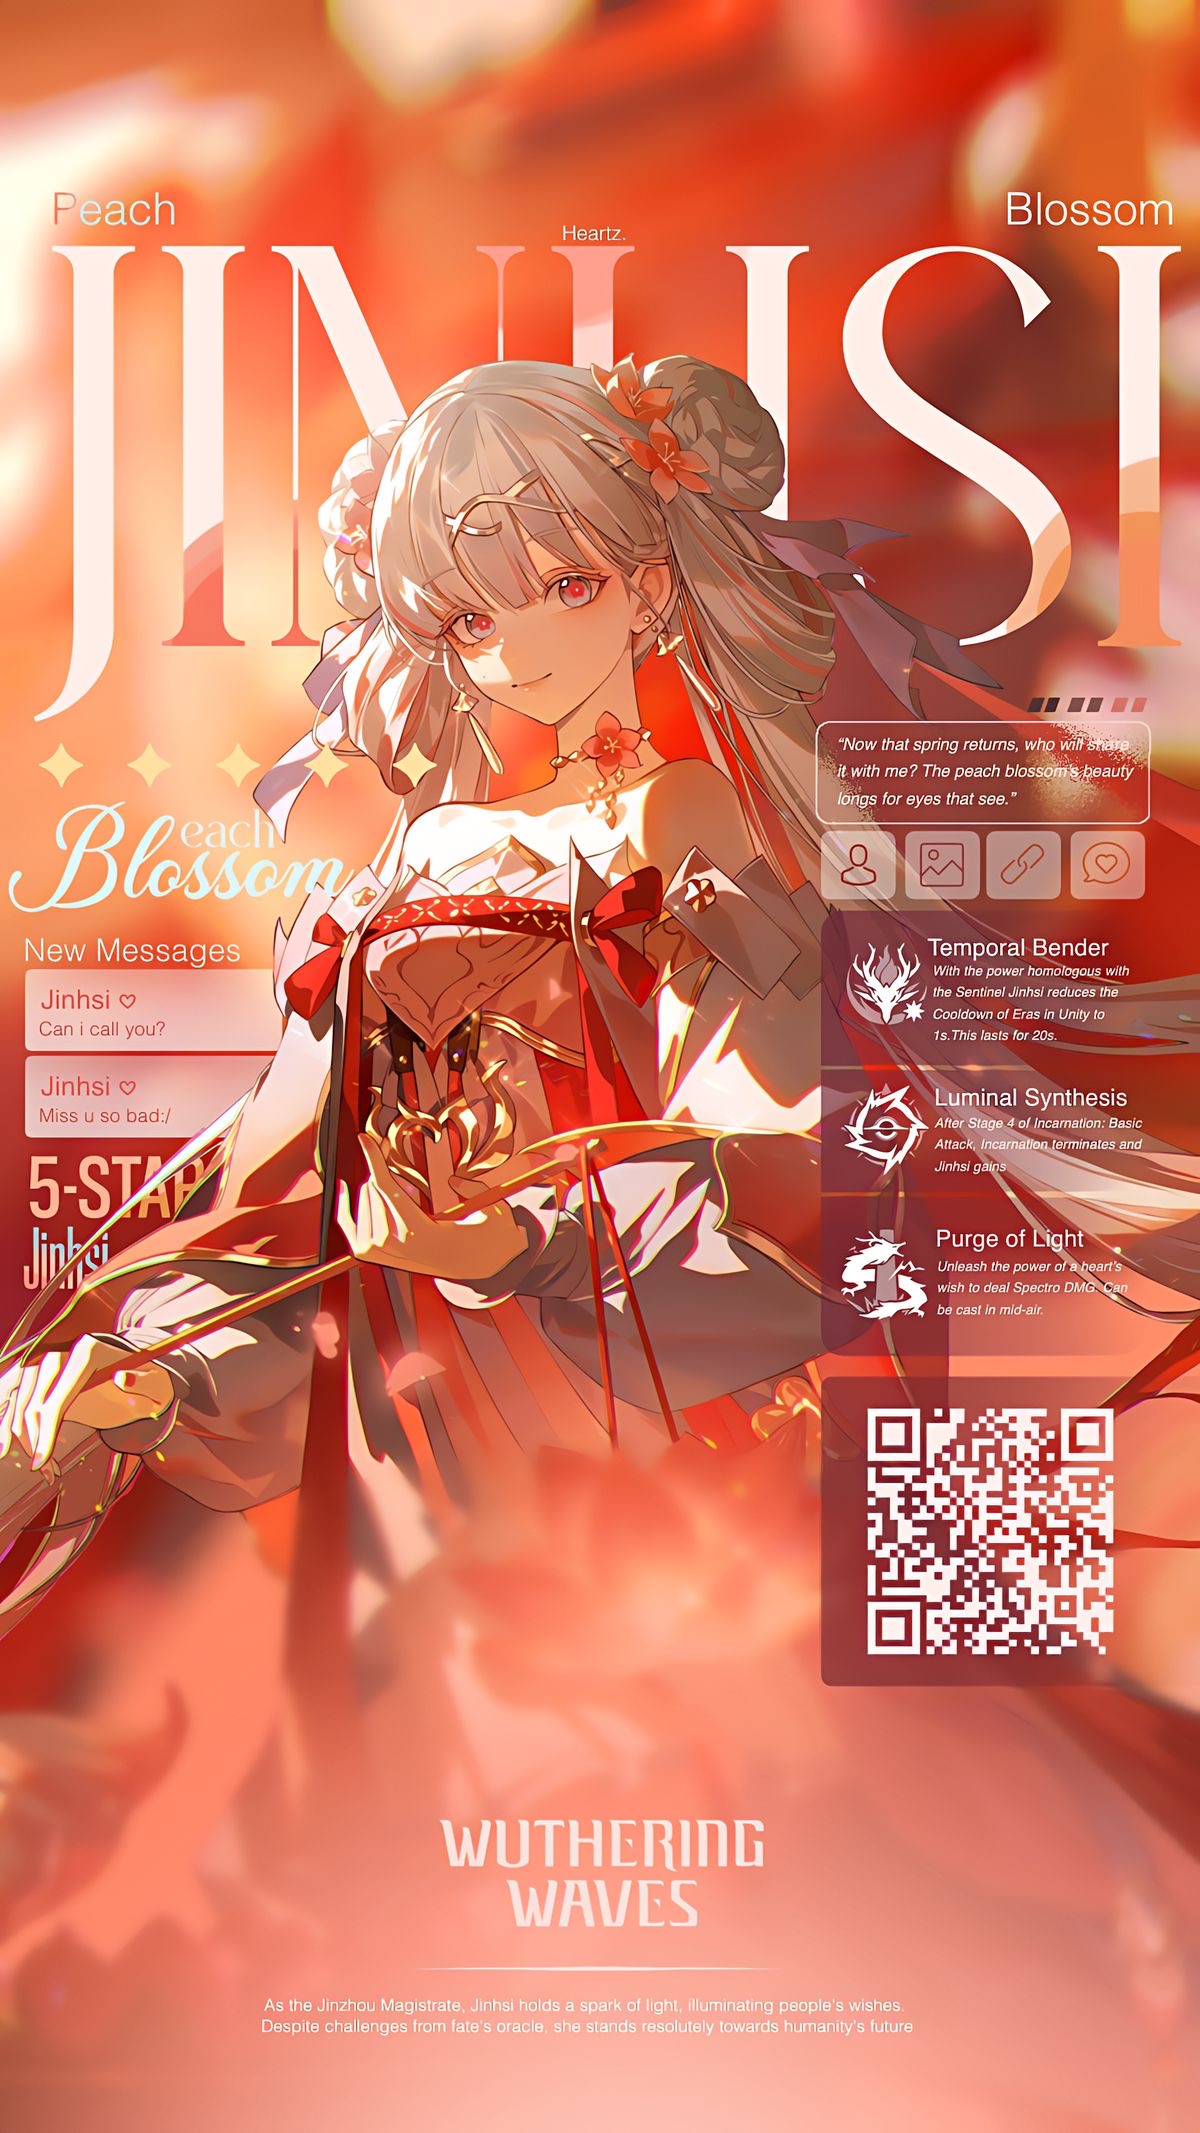 Peach
Blossom
Heartz.
JINHSI
"Now that spring returns, who will share
it with me? The peach blossom's beauty
longs for eyes that see."
each
Blossom
New Messages
Jinhsi ♡
Can i call you?
Jinhsi ♡
Miss u so bad:/
5-STAR
Jinhsi
Temporal Bender
With the power homologous with
the Sentinel Jinhsi reduces the
Cooldown of Eras in Unity to
1s.This lasts for 20s.
Luminal Synthesis
After Stage 4 of Incarnation: Basic
Attack, Incarnation terminates and
Jinhsi gains
Purge of Light
Unleash the power of a heart's
wish to deal Spectro DMG. Can
be cast in mid-air.
WUTHERING
WAVES
As the Jinzhou Magistrate, Jinhsi holds a spark of light, illuminating people's wishes.
Despite challenges from fate's oracle, she stands resolutely towards humanity's future